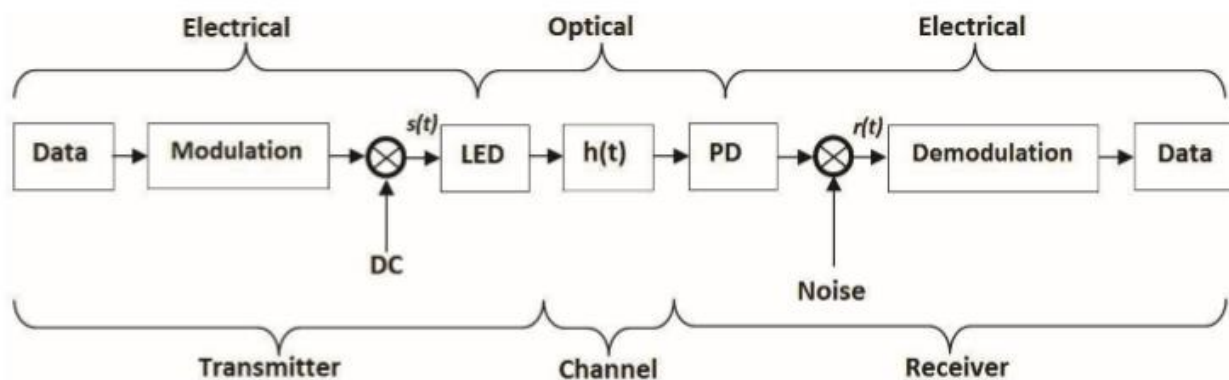 Electrical Optical Electrical
s(t) r(t)
Data Modulation LED h(t) PD Demodulation Data
DC
Noise
Transmitter Channel Receiver